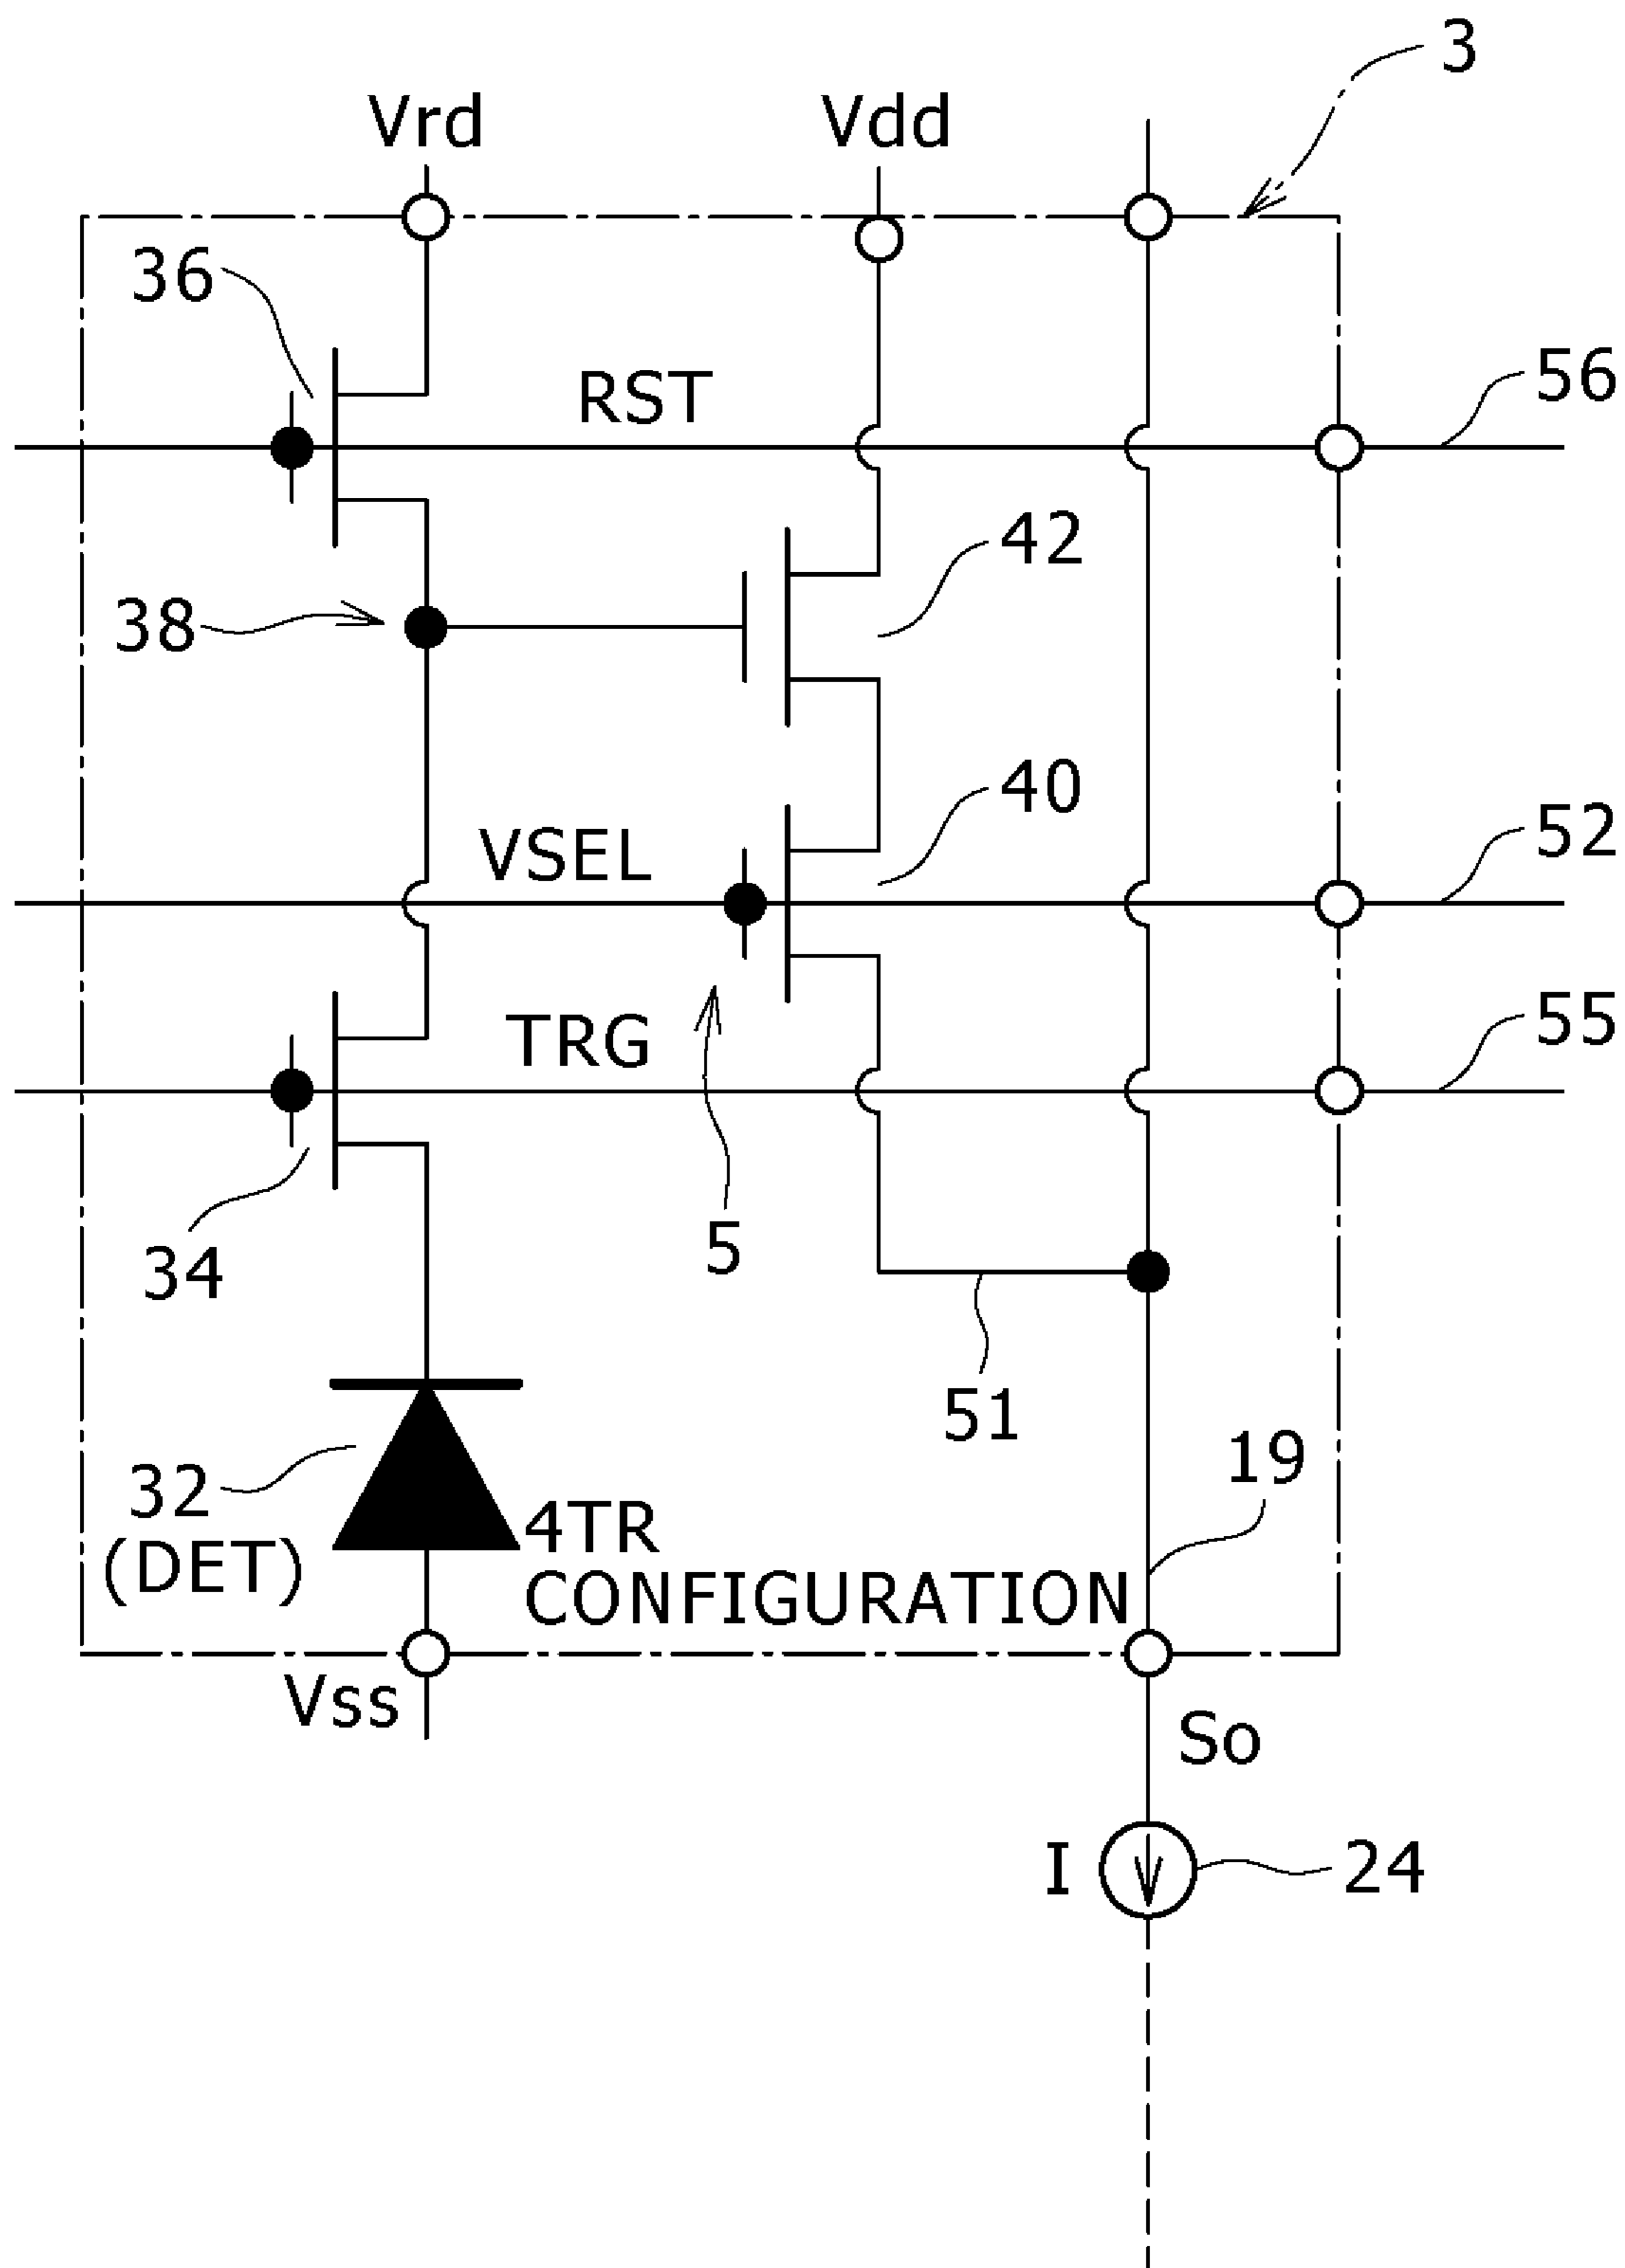 3
Vrd
Vdd
36
RST
56
42
38
40
VSEL
52
TRG
55
5
34
51
19
32
(DET)
4TR
CONFIGURATION
Vss
So
I
24